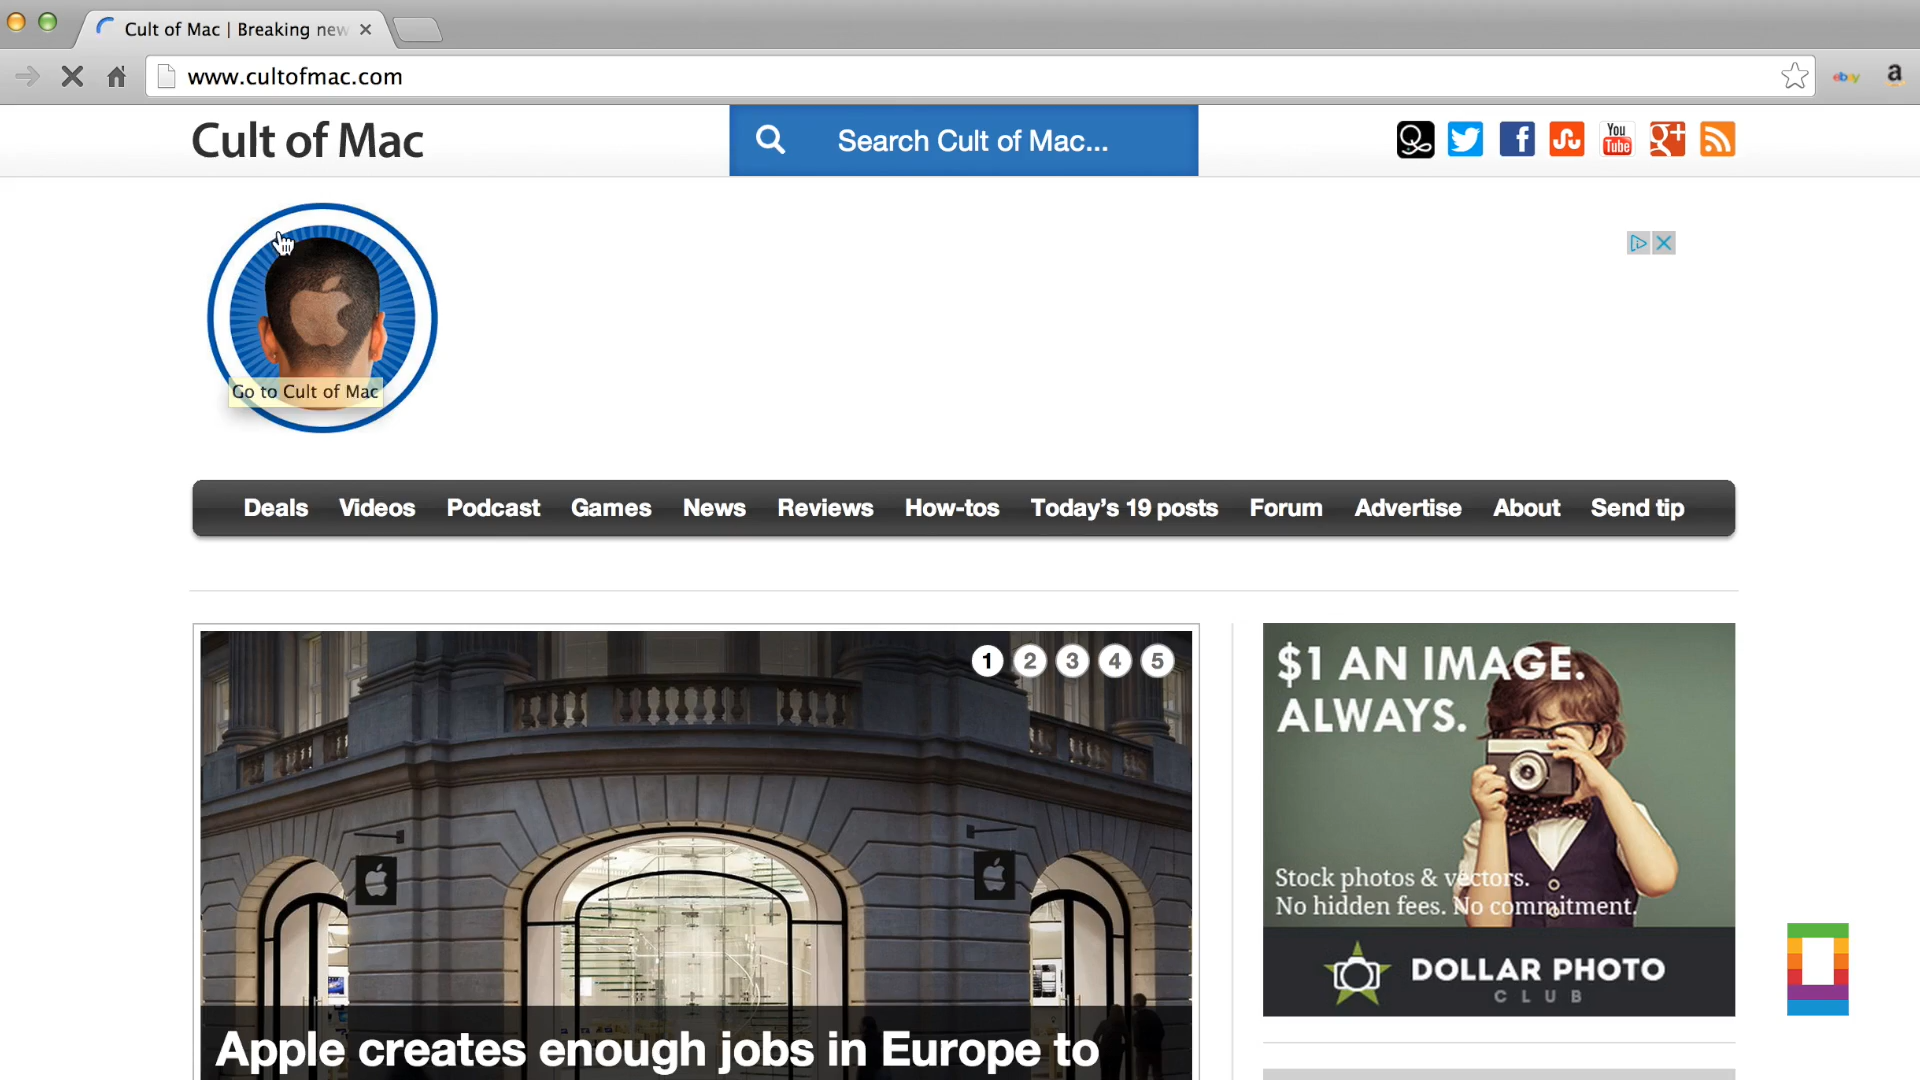 Cult of Mac | Breaking new
www.cultofmac.com
ebay
a
Cult of Mac
Search Cult of Mac...
You
Tube
g+
Go to Cult of Mac
Deals
Videos
Podcast
Games
News
Reviews
How-tos
Today's 19 posts
Forum
Advertise
About
Send tip
1 2 3 4 5
Apple creates enough jobs in Europe to
$1 AN IMAGE.
ALWAYS.
Stock photos & vectors.
No hidden fees. No commitment.
DOLLAR PHOTO
CLUB